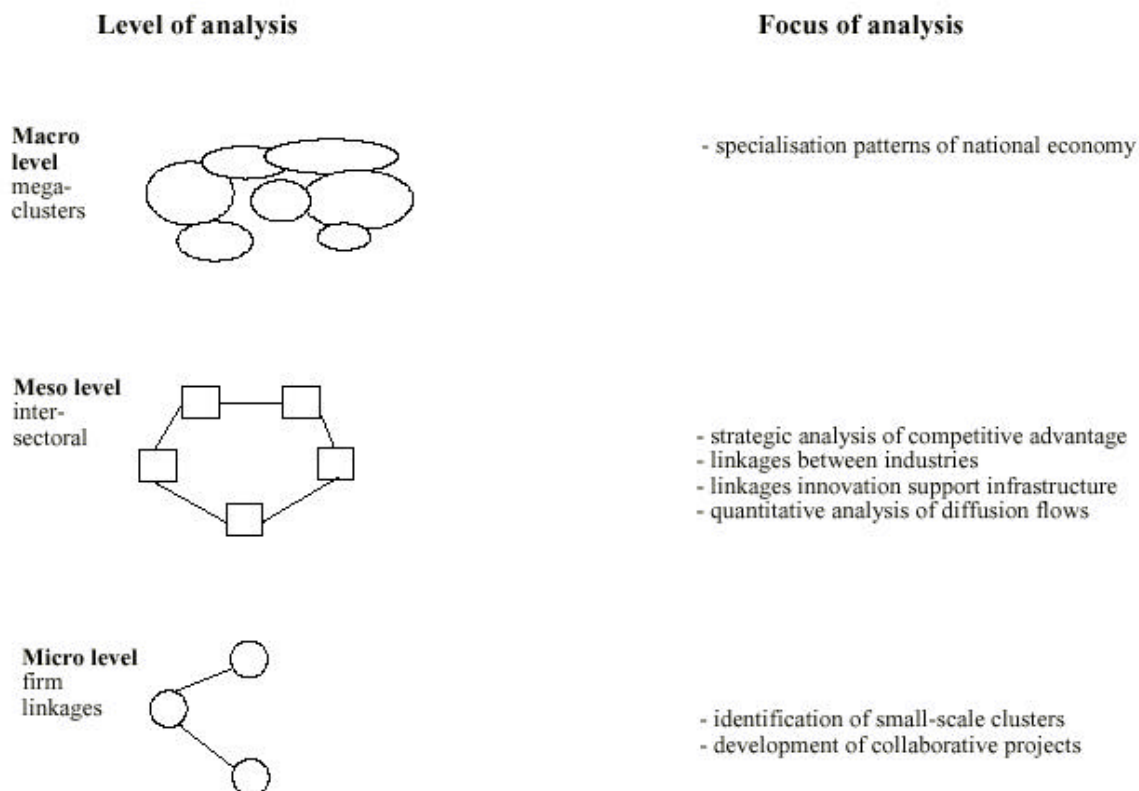 Level of analysis
Focus of analysis
Macro
level
mega-
clusters
- specialisation patterns of national economy
Meso level
inter-
sectoral
- strategic analysis of competitive advantage
- linkages between industries
- linkages innovation support infrastructure
- quantitative analysis of diffusion flows
Micro level
firm
linkages
- identification of small-scale clusters
- development of collaborative projects